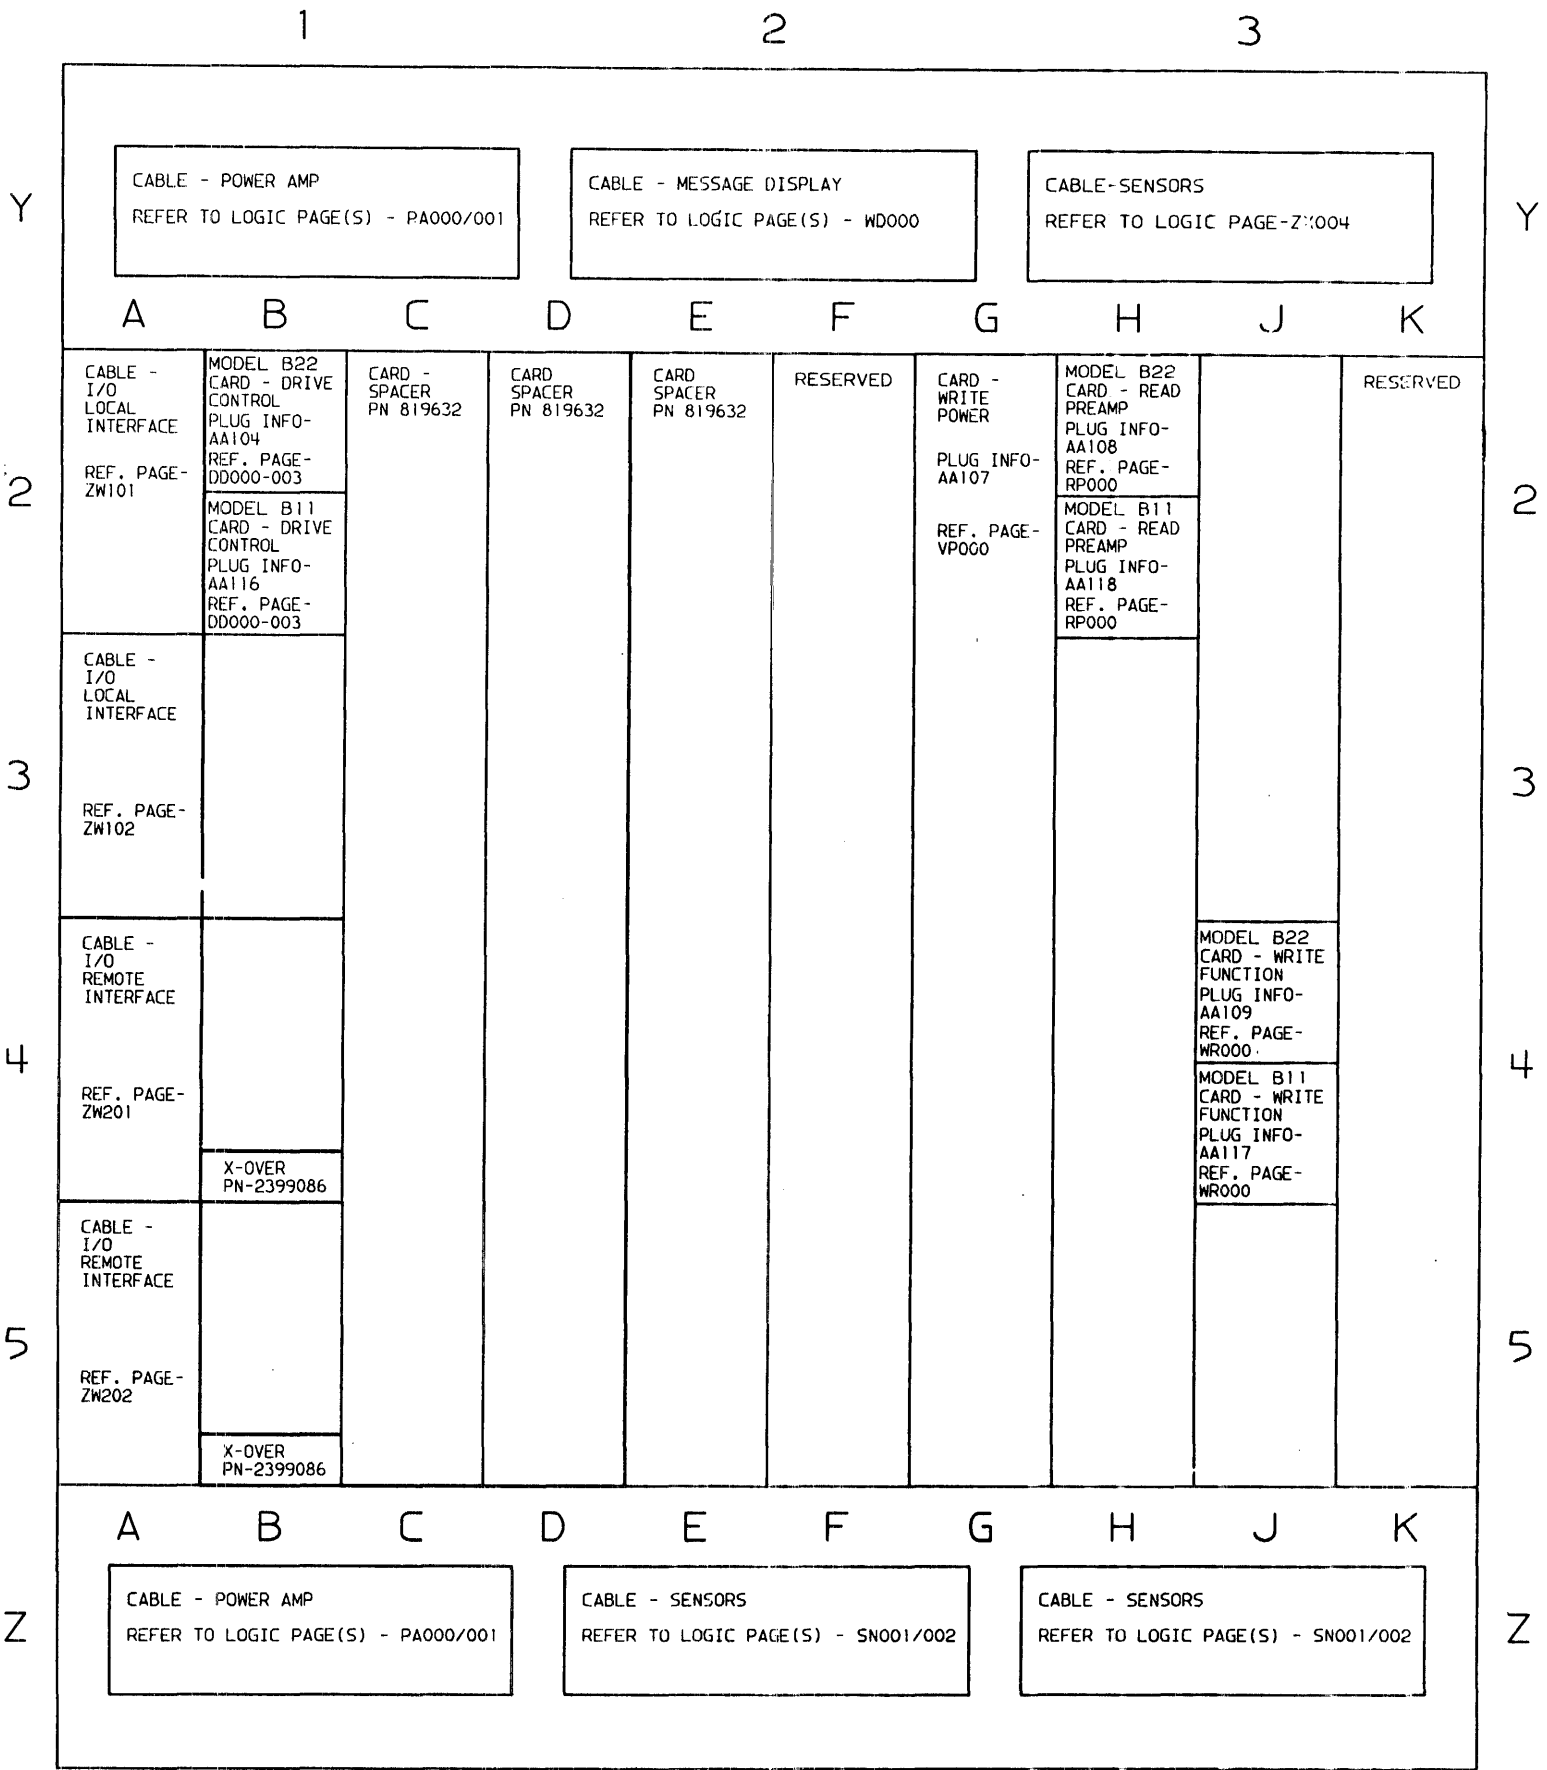 1 2 3
Y
CABLE - POWER AMP
REFER TO LOGIC PAGE(S) - PA000/001
CABLE - MESSAGE DISPLAY
REFER TO LOGIC PAGE(S) - WD000
CABLE-SENSORS
REFER TO LOGIC
Y
A B C D E F G H J K
2
CABLE -
I/O
LOCAL
INTERFACE
REF. PAGE-
ZW101
MODEL B22
CARD - DRIVE
CONTROL
PLUG INFO-
AA104
REF. PAGE-
DD000-003
MODEL B11
CARD - DRIVE
CONTROL
PLUG INFO-
AA116
REF. PAGE-
DD000-003
CARD -
SPACER
PN 819632
CARD
SPACER
PN 819632
CARD
SPACER
PN 819632
RESERVED
CARD -
WRITE
POWER
PLUG INFO-
AA107
REF. PAGE-
VP000
MODEL B22
CARD - READ
PREAMP
PLUG INFO-
AA108
REF. PAGE-
RP000
MODEL B11
CARD - READ
PREAMP
PLUG INFO-
AA118
REF. PAGE-
RP000
RESERVED
2
3
CABLE -
I/O
LOCAL
INTERFACE
REF. PAGE-
ZW102
3
4
CABLE -
I/O
REMOTE
INTERFACE
REF. PAGE-
ZW201
X-OVER
PN-2399086
MODEL B22
CARD - WRITE
FUNCTION
PLUG INFO-
AA109
REF. PAGE-
WR000
MODEL B11
CARD - WRITE
FUNCTION
PLUG INFO-
AA117
REF. PAGE-
WR000
4
5
CABLE -
I/O
REMOTE
INTERFACE
REF. PAGE-
ZW202
X-OVER
PN-2399086
5
A B C D E F G H J K
Z
CABLE - POWER AMP
REFER TO LOGIC PAGE(S) - PA000/001
CABLE - SENSORS
REFER TO LOGIC PAGE(S) - SN001/002
CABLE - SENSORS
REFER TO LOGIC PAGE(S) - SN001/002
Z